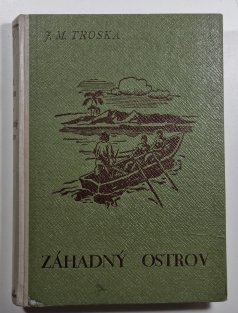 J. M. TROSKA
ZÁHADNÝ OSTROV